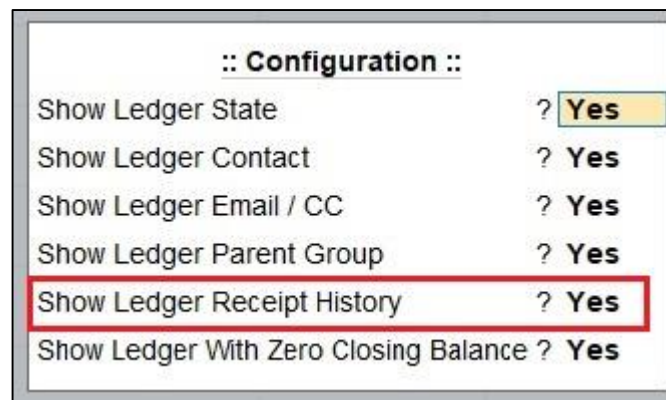 :: Configuration ::
Show Ledger State ? Yes
Show Ledger Contact ? Yes
Show Ledger Email / CC ? Yes
Show Ledger Parent Group ? Yes
Show Ledger Receipt History ? Yes
Show Ledger With Zero Closing Balance ? Yes